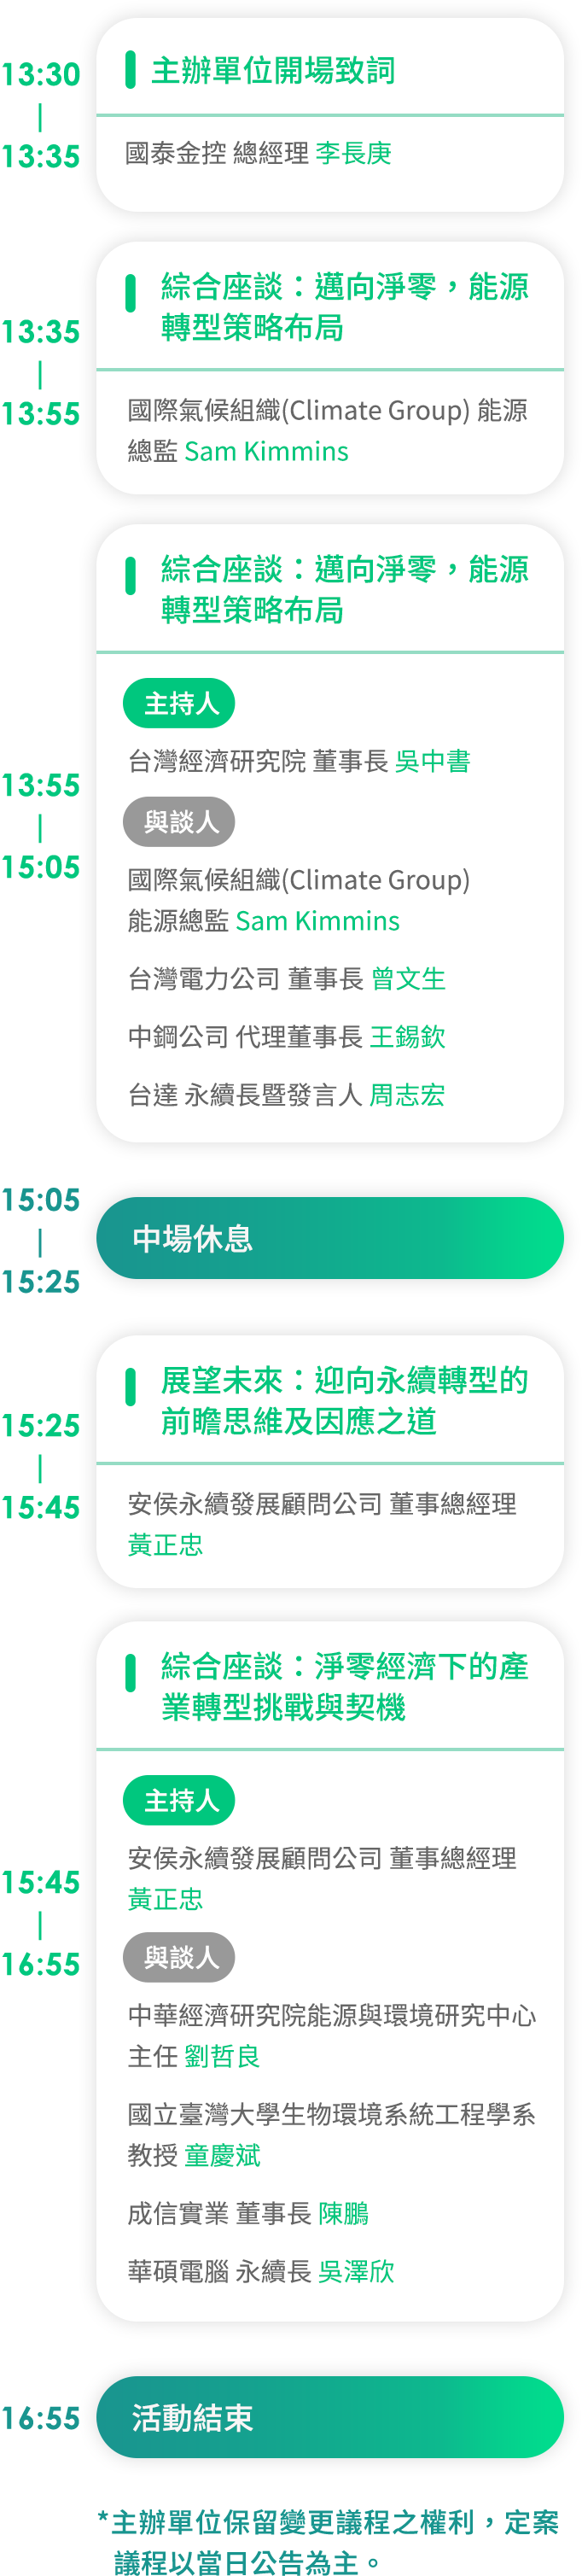 13:30
|
13:35
主辦單位開場致詞
國泰金控 總經理 李長庚
13:35
|
13:55
綜合座談：邁向淨零，能源
轉型策略布局
國際氣候組織(Climate Group) 能源
總監 Sam Kimmins
13:55
|
15:05
綜合座談：邁向淨零，能源
轉型策略布局
主持人
台灣經濟研究院 董事長 吳中書
與談人
國際氣候組織(Climate Group)
能源總監 Sam Kimmins
台灣電力公司 董事長 曾文生
中鋼公司 代理董事長 王錫欽
台達 永續長暨發言人 周志宏
15:05
|
15:25
中場休息
15:25
|
15:45
展望未來：迎向永續轉型的
前瞻思維及因應之道
安侯永續發展顧問公司 董事總經理
黃正忠
15:45
|
16:55
綜合座談：淨零經濟下的產
業轉型挑戰與契機
主持人
安侯永續發展顧問公司 董事總經理
黃正忠
與談人
中華經濟研究院能源與環境研究中心
主任 劉哲良
國立臺灣大學生物環境系統工程學系
教授 童慶斌
成信實業 董事長 陳鵬
華碩電腦 永續長 吳澤欣
16:55
活動結束
*主辦單位保留變更議程之權利，定案
議程以當日公告為主。